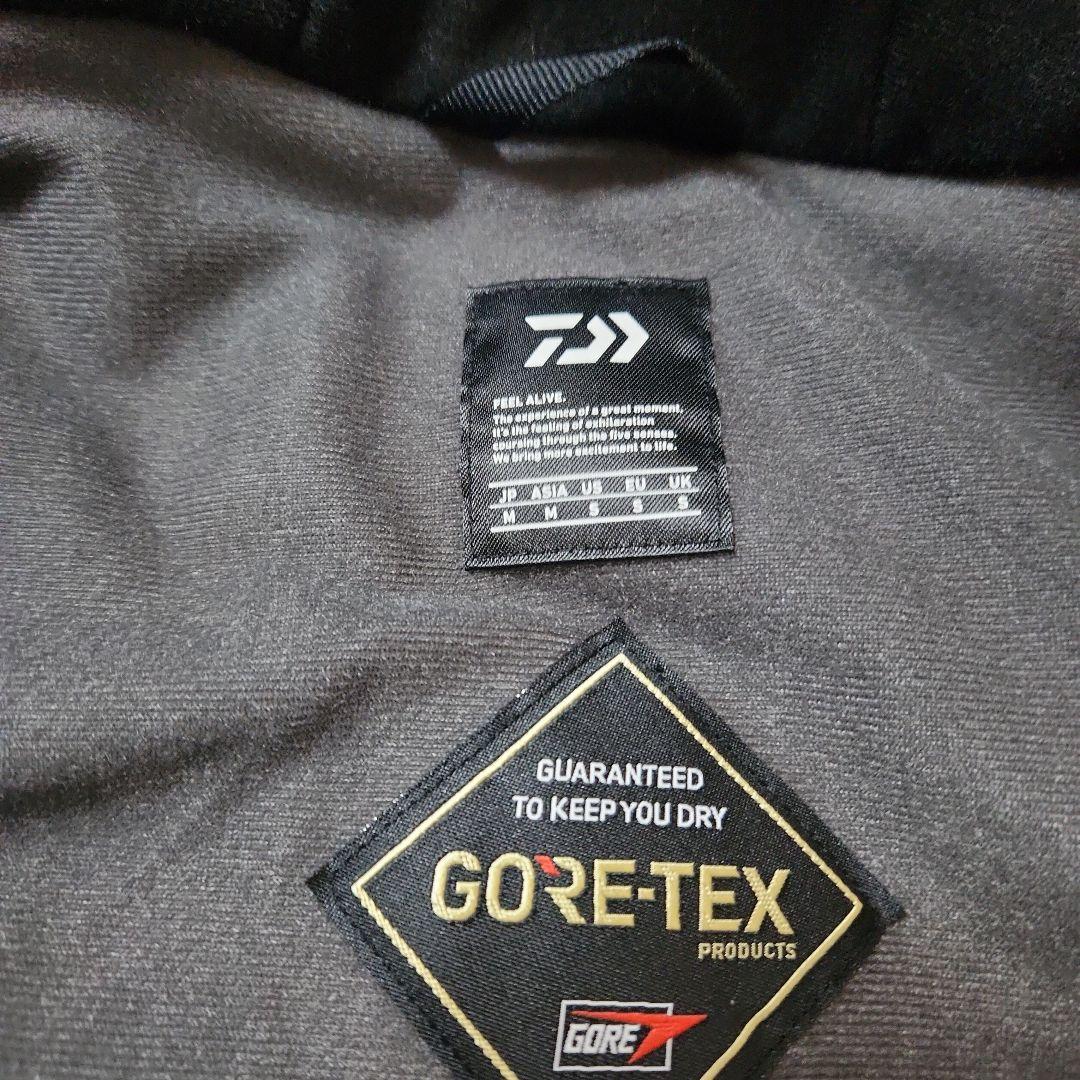 FEEL ALIVE.
The experience of a great moment.
It's the feeling of exhilaration
coursing through the five senses.
We bring more excitement to life.
JP ASIA US EU UK
M M S S S
GUARANTEED
TO KEEP YOU DRY
GORE-TEX
PRODUCTS
GORE